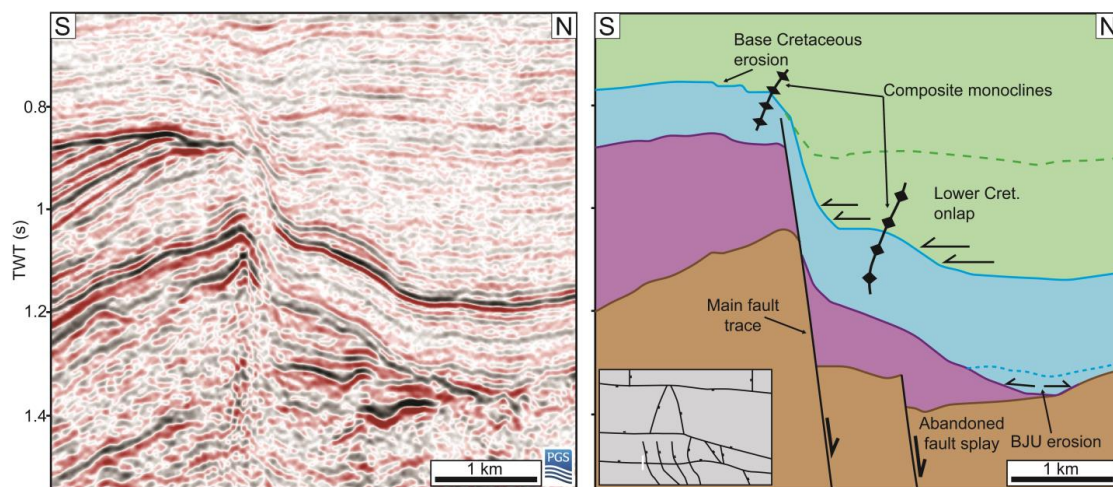 S
N
0.8
1
1.2
1.4
TWT (s)
1 km
PGS
S
N
Base Cretaceous
erosion
Composite monoclines
Lower Cret.
onlap
Main fault
trace
Abandoned
fault splay
BJU erosion
1 km